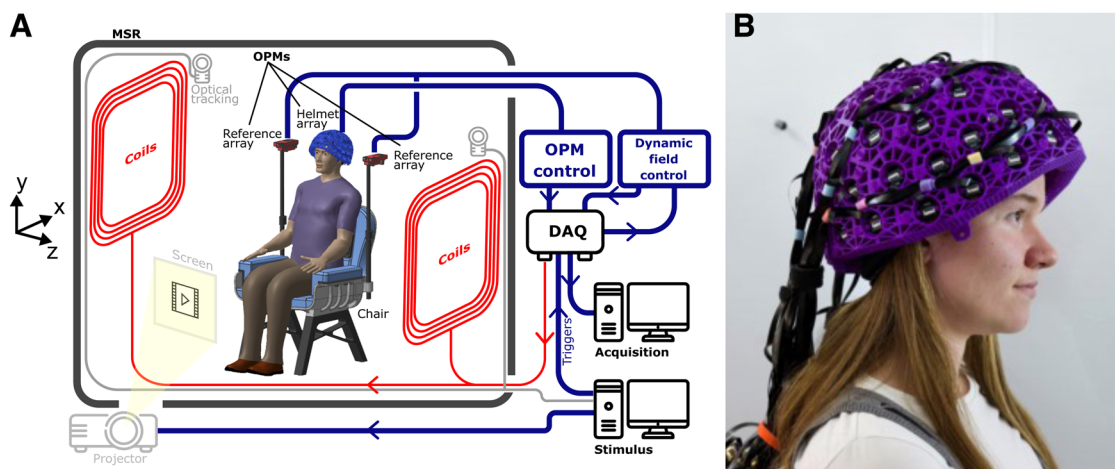 A
MSR
OPMs
Optical
tracking
Helmet
array
Reference
array
Reference
array
Coils
Coils
y
x
z
Screen
Chair
Projector
OPM
control
Dynamic
field
control
DAQ
Triggers
Acquisition
Stimulus
B